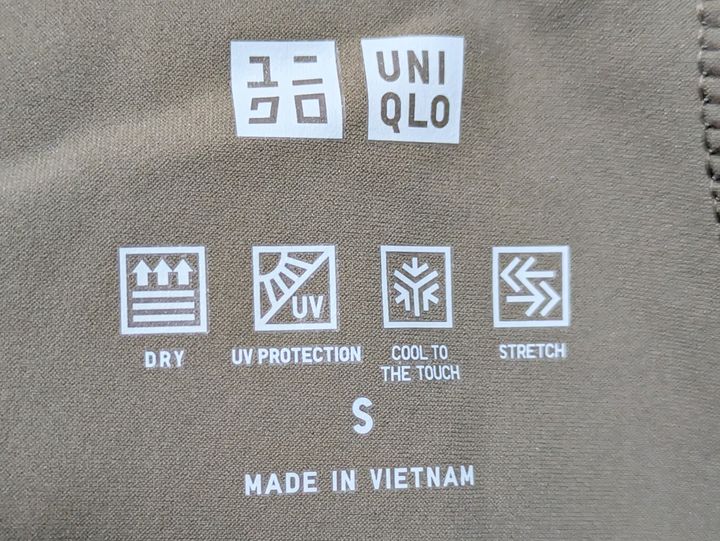 ユニ
クロ
UNI
QLO
UV
DRY
UV PROTECTION
COOL TO
THE TOUCH
STRETCH
S
MADE IN VIETNAM